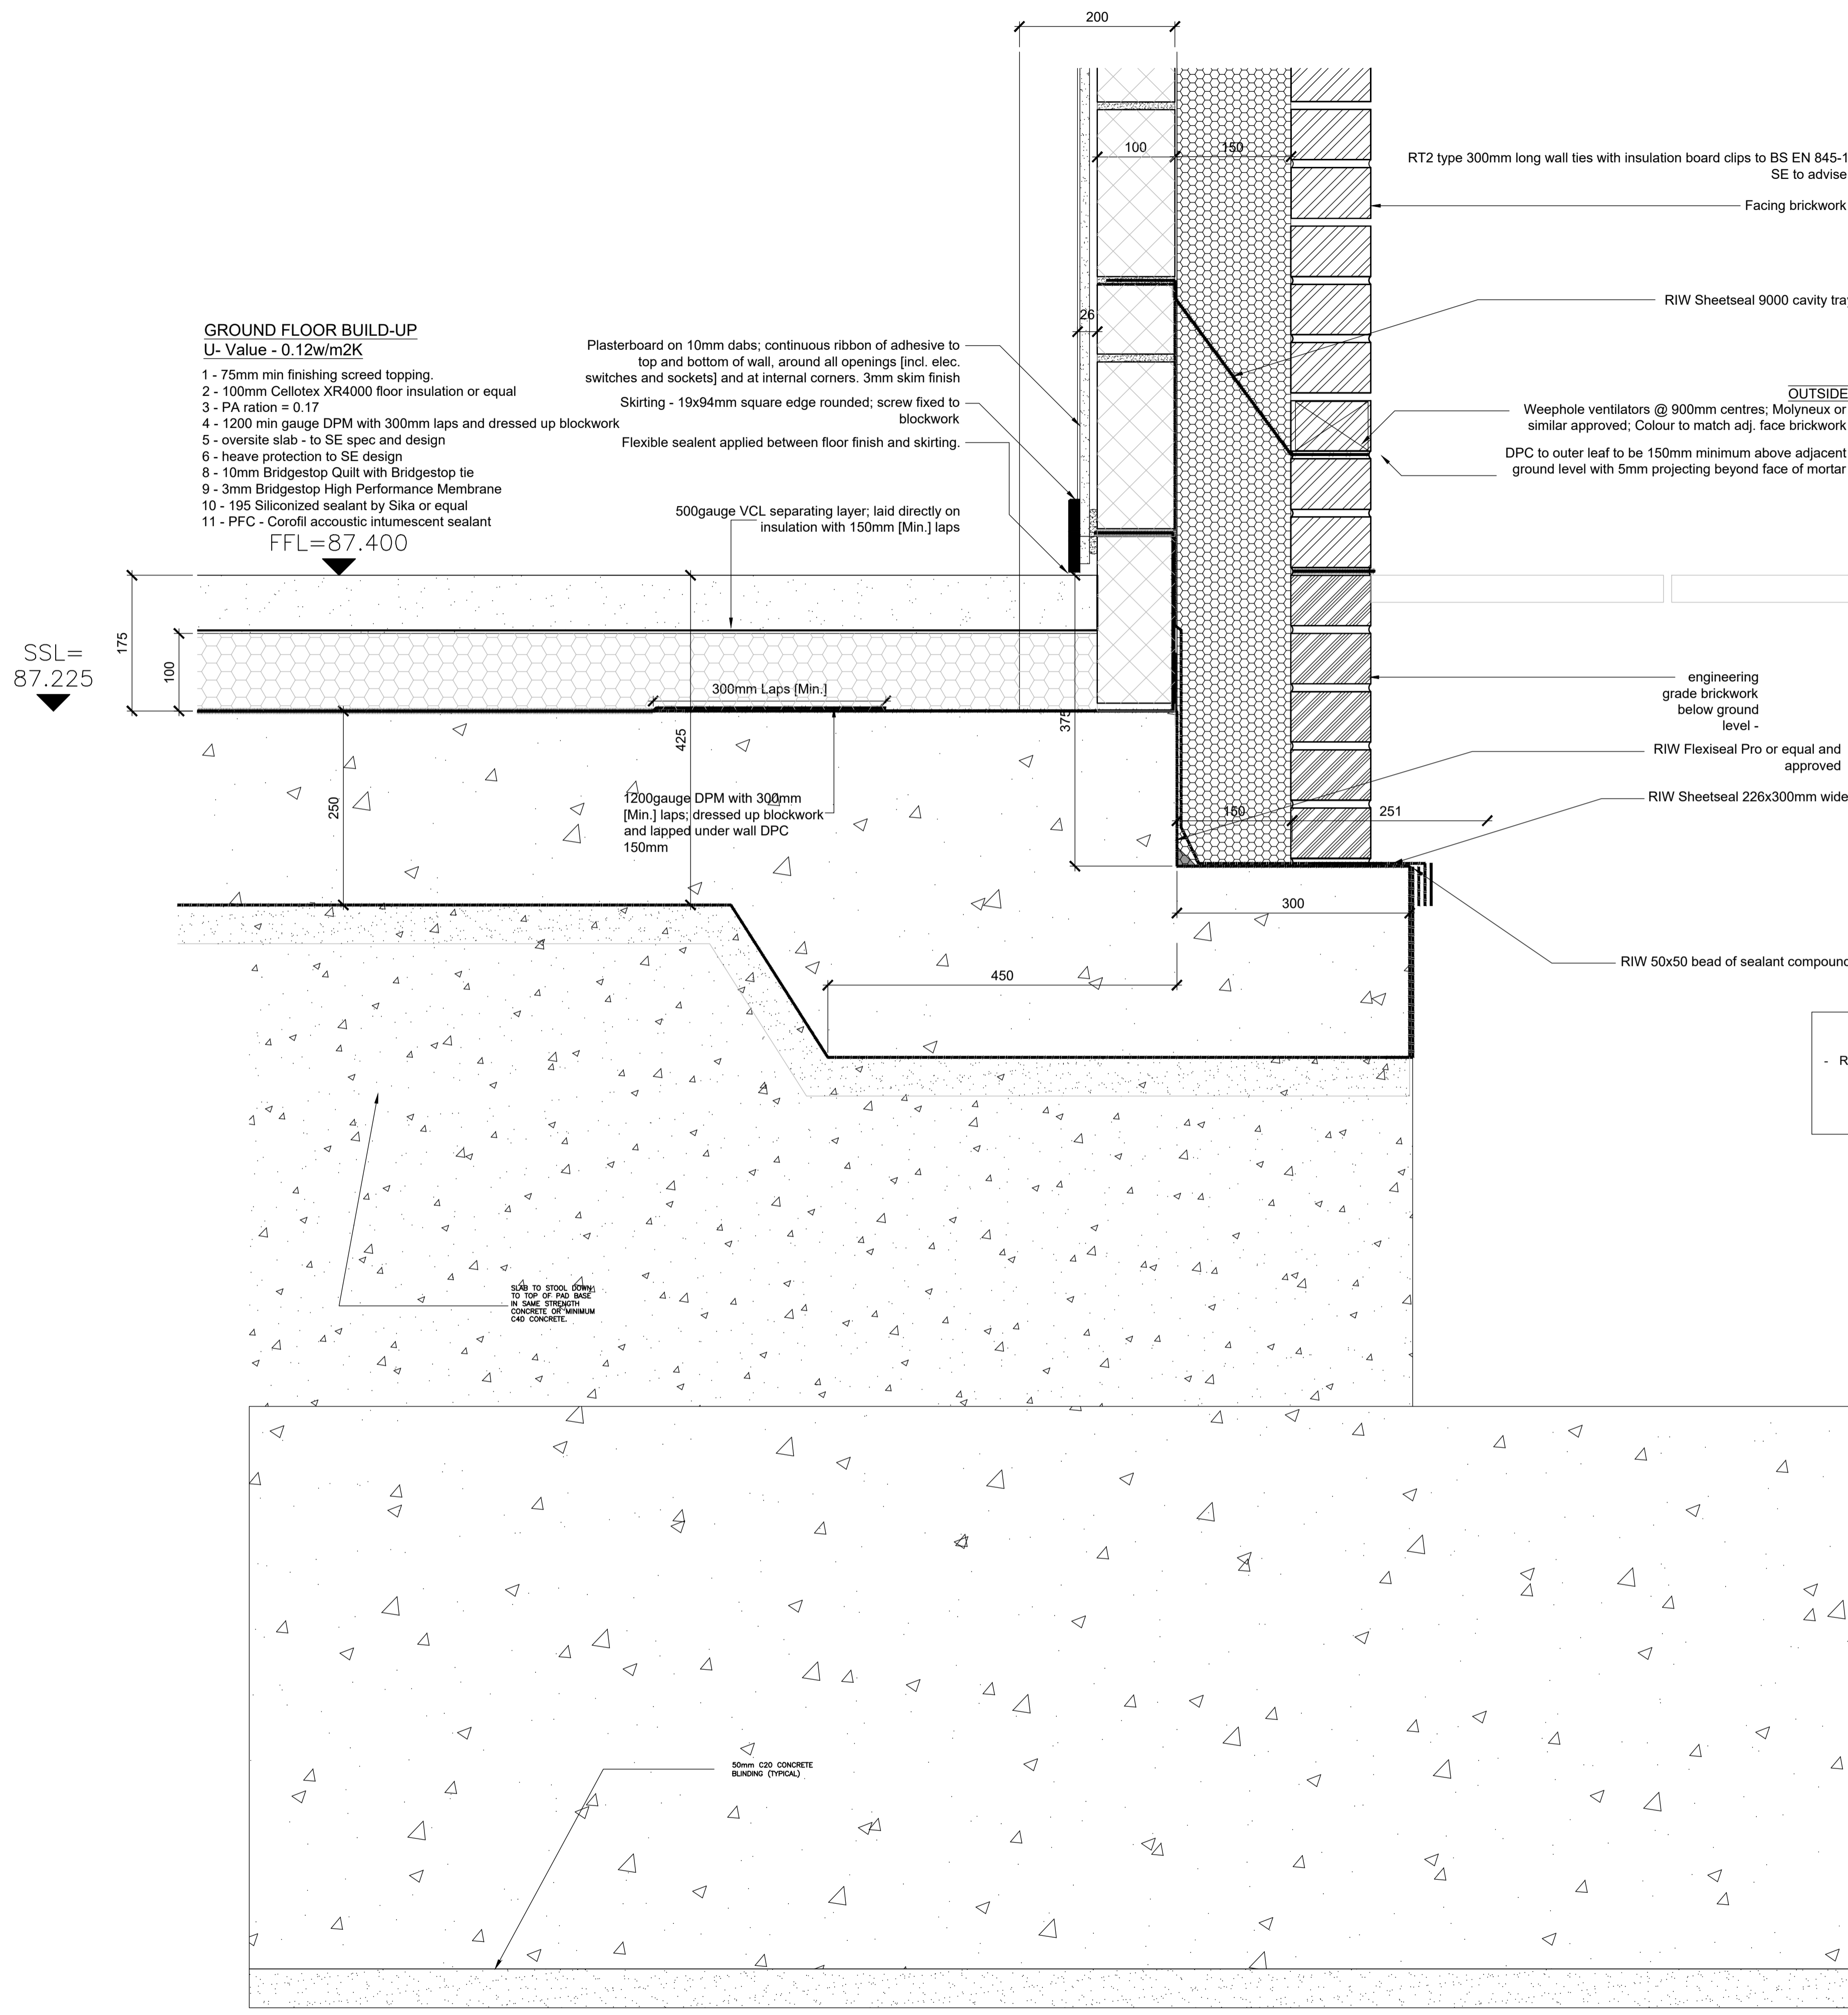 200
100
150
RT2 type 300mm long wall ties with insulation board clips to BS EN 845-1
SE to advise
Facing brickwork
RIW Sheetseal 9000 cavity tray
26
GROUND FLOOR BUILD-UP
U- Value - 0.12w/m2K
1 - 75mm min finishing screed topping.
2 - 100mm Cellotex XR4000 floor insulation or equal
3 - PA ration = 0.17
4 - 1200 min gauge DPM with 300mm laps and dressed up blockwork
5 - oversite slab - to SE spec and design
6 - heave protection to SE design
8 - 10mm Bridgestop Quilt with Bridgestop tie
9 - 3mm Bridgestop High Performance Membrane
10 - 195 Siliconized sealant by Sika or equal
11 - PFC - Corofil accoustic intumescent sealant
FFL=87.400
Plasterboard on 10mm dabs; continuous ribbon of adhesive to
top and bottom of wall, around all openings [incl. elec.
switches and sockets] and at internal corners. 3mm skim finish
Skirting - 19x94mm square edge rounded; screw fixed to
blockwork
Flexible sealent applied between floor finish and skirting.
500gauge VCL separating layer; laid directly on
insulation with 150mm [Min.] laps
OUTSIDE
Weephole ventilators @ 900mm centres; Molyneux or
similar approved; Colour to match adj. face brickwork
DPC to outer leaf to be 150mm minimum above adjacent
ground level with 5mm projecting beyond face of mortar
SSL=
87.225
175
100
300mm Laps [Min.]
425
375
250
1200gauge DPM with 300mm
[Min.] laps; dressed up blockwork
and lapped under wall DPC
150mm
engineering
grade brickwork
below ground
level -
RIW Flexiseal Pro or equal and
approved
RIW Sheetseal 226x300mm wide
150
251
300
450
RIW 50x50 bead of sealant compound
- R
SLAB TO STOOL DOWN
TO TOP OF PAD BASE
IN SAME STRENGTH
CONCRETE OR MINIMUM
C40 CONCRETE.
50mm C20 CONCRETE
BLINDING (TYPICAL)